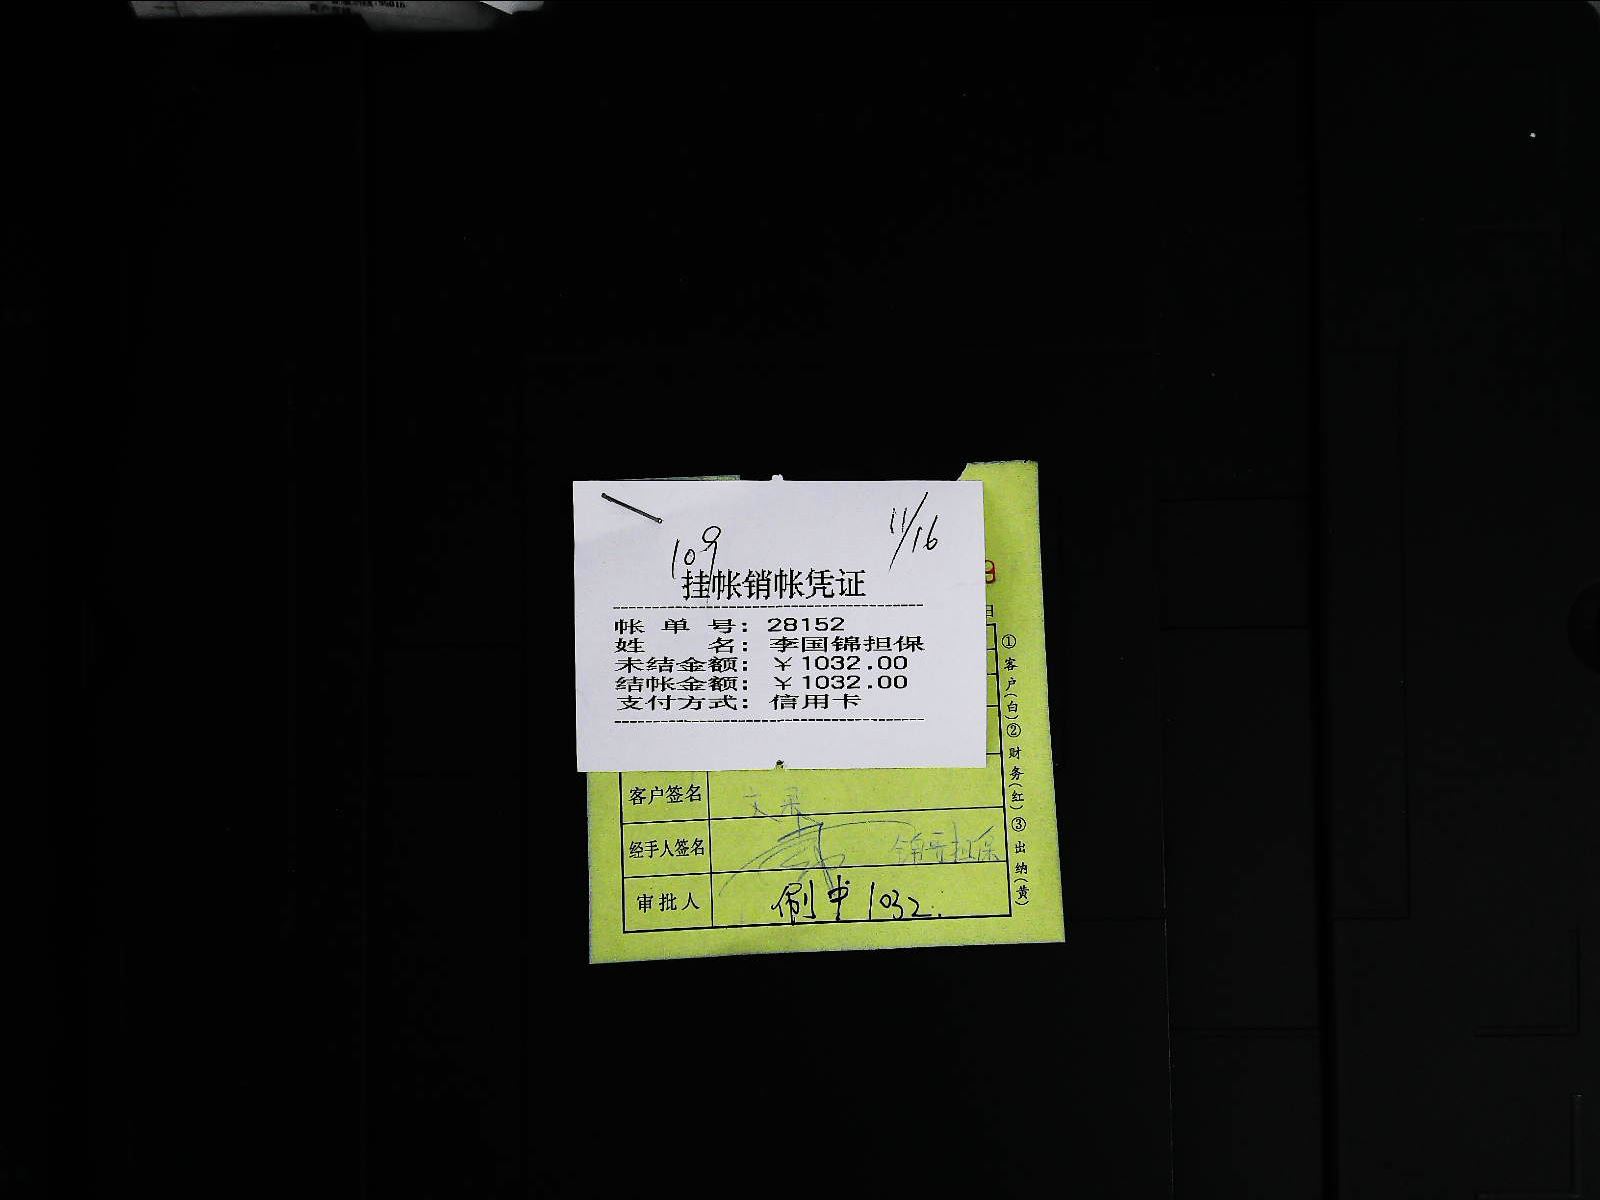 11/16
109
挂帐销帐凭证
帐单号: 28152
姓名: 李国锦担保
未结金额: ￥1032.00
结帐金额: ￥1032.00
支付方式: 信用卡
9
日
①客户(白)②财务(红)③出纳(黄)
客户签名
经手人签名 锦哥担保
审批人 1032.